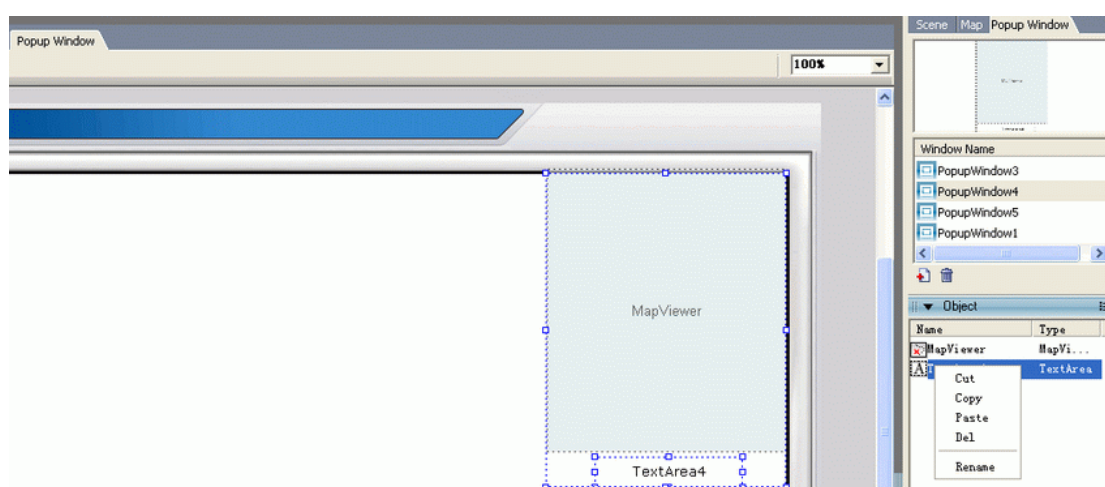 Popup Window
100%
MapViewer
TextArea4
Scene Map Popup Window
Window Name
PopupWindow3
PopupWindow4
PopupWindow5
PopupWindow1
Object
Name Type
MapViewer MapVi...
TextArea
Cut
Copy
Paste
Del
Rename